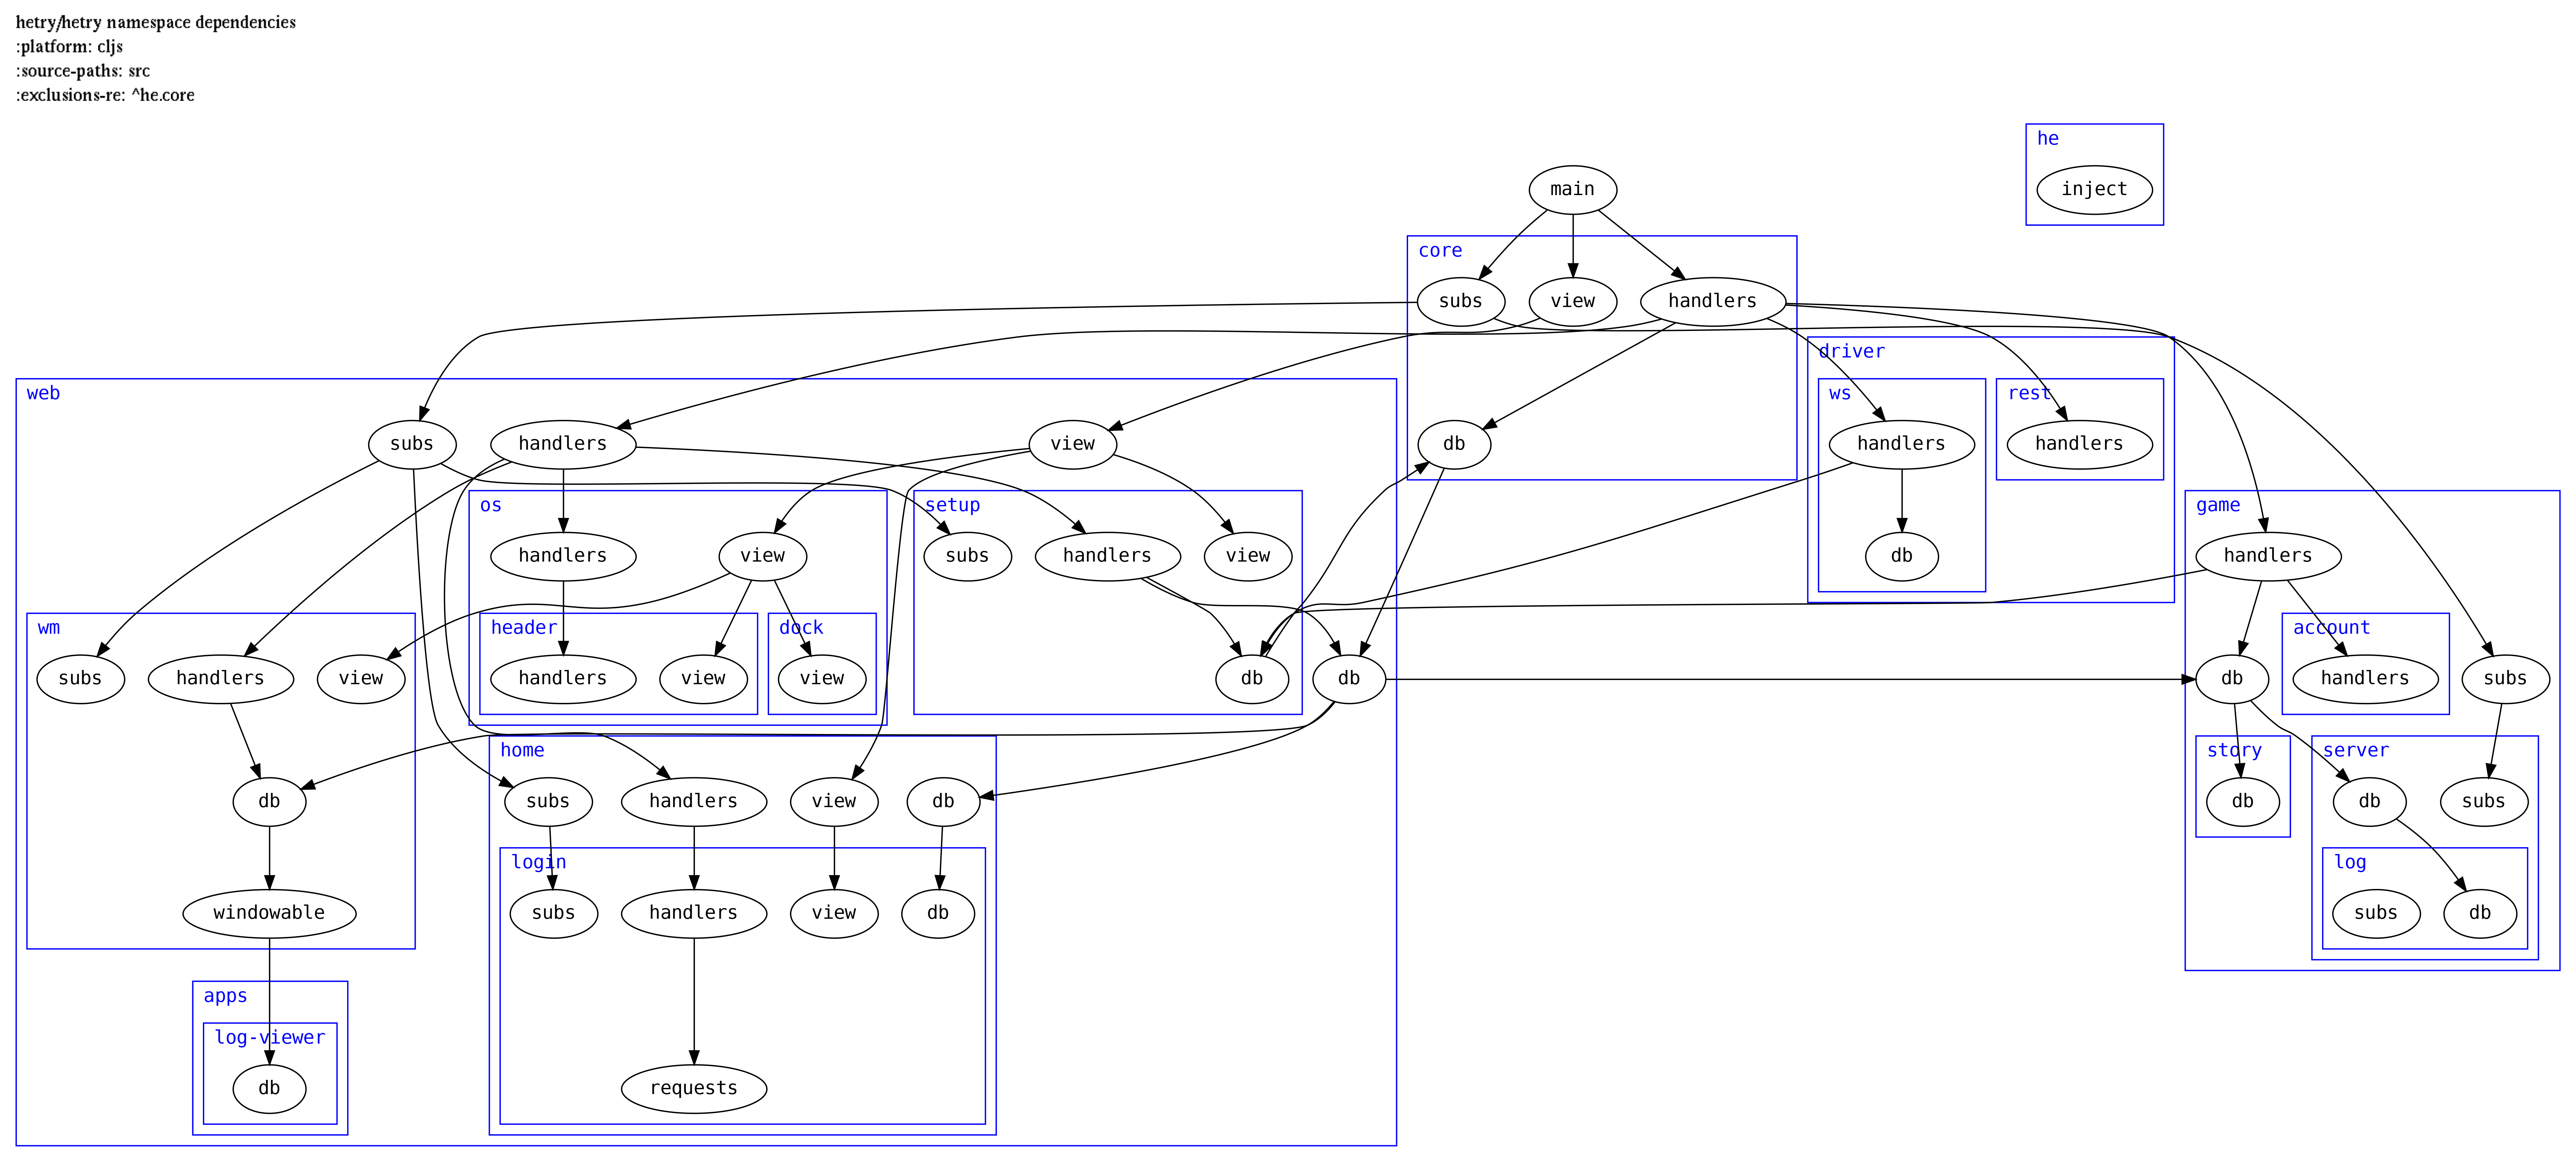 hetry/hetry namespace dependencies
:platform: cljs
:source-paths: src
:exclusions-re: ^he.core
he
inject
main
core
subs
view
handlers
db
driver
ws
handlers
db
rest
handlers
web
subs
handlers
view
db
os
handlers
view
header
handlers
view
dock
view
setup
subs
handlers
view
db
wm
subs
handlers
view
db
windowable
apps
log-viewer
db
home
subs
handlers
view
db
login
subs
handlers
view
db
requests
game
handlers
db
subs
account
handlers
story
db
server
db
subs
log
subs
db